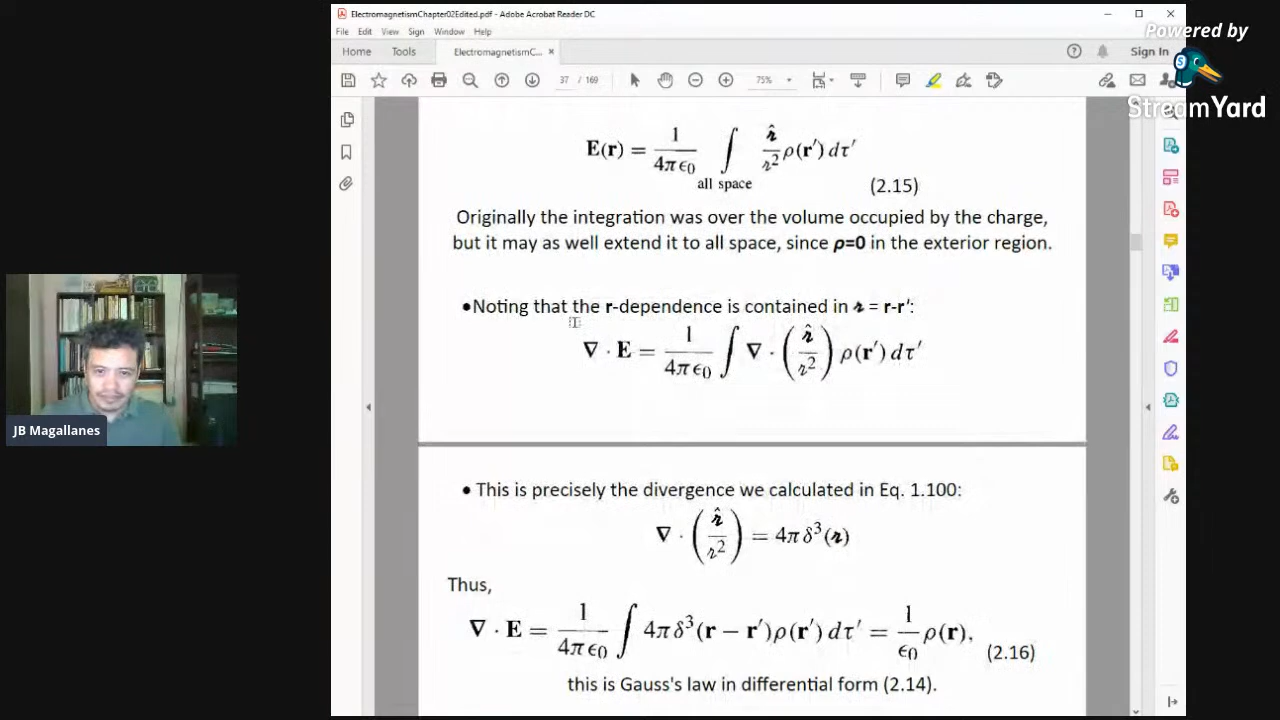 ElectromagnetismChapter02Edited.pdf - Adobe Acrobat Reader DC
File Edit View Sign Window Help
Powered by
Home Tools ElectromagnetismC... × Sign In
37 / 169 75%
StreamYard
E(r) = 1/(4πϵ₀) ∫ 𝓇̂/𝓇² ρ(r′) dτ′
all space
(2.15)
Originally the integration was over the volume occupied by the charge,
but it may as well extend it to all space, since ρ=0 in the exterior region.
•Noting that the r-dependence is contained in 𝓇 = r-r′:
∇ · E = 1/(4πϵ₀) ∫ ∇ · (𝓇̂/𝓇²) ρ(r′) dτ′
JB Magallanes
• This is precisely the divergence we calculated in Eq. 1.100:
∇ · (𝓇̂/𝓇²) = 4πδ³(𝓇)
Thus,
∇ · E = 1/(4πϵ₀) ∫ 4πδ³(r − r′)ρ(r′) dτ′ = 1/ϵ₀ ρ(r),
(2.16)
this is Gauss's law in differential form (2.14).